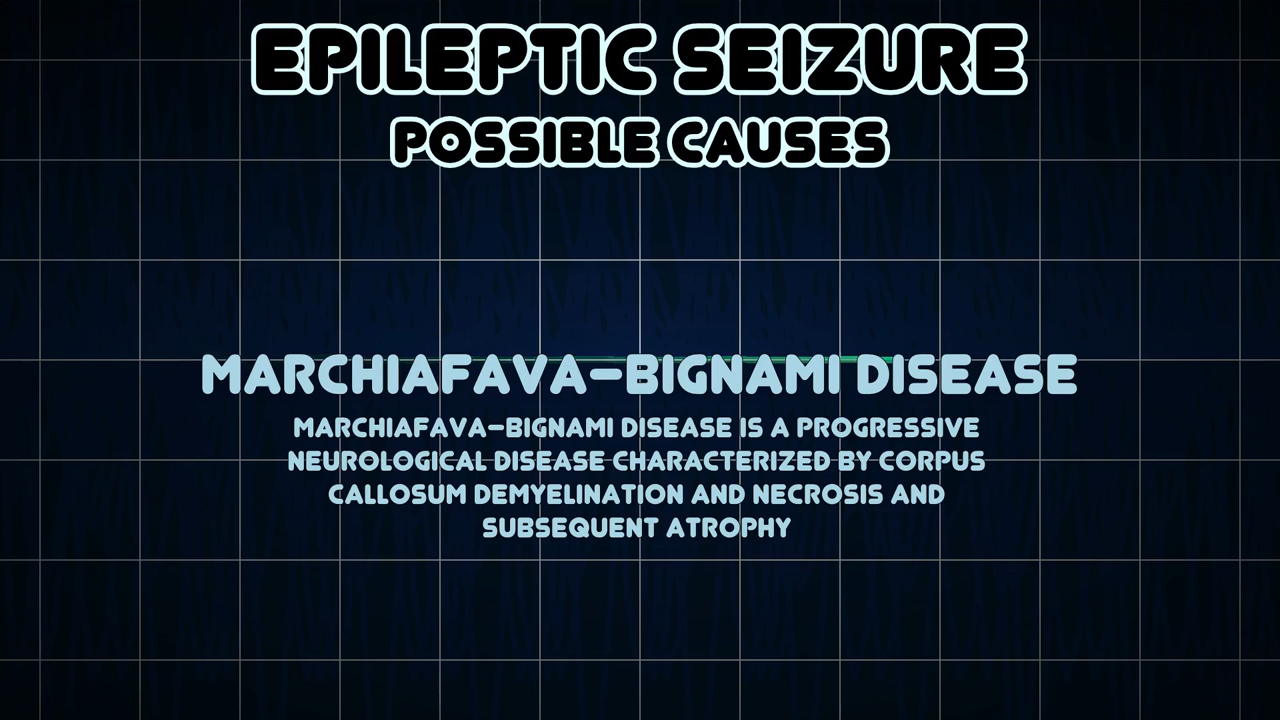 EPILEPTIC SEIZURE
POSSIBLE CAUSES
MARCHIAFAVA–BIGNAMI DISEASE
MARCHIAFAVA–BIGNAMI DISEASE IS A PROGRESSIVE
NEUROLOGICAL DISEASE CHARACTERIZED BY CORPUS
CALLOSUM DEMYELINATION AND NECROSIS AND
SUBSEQUENT ATROPHY